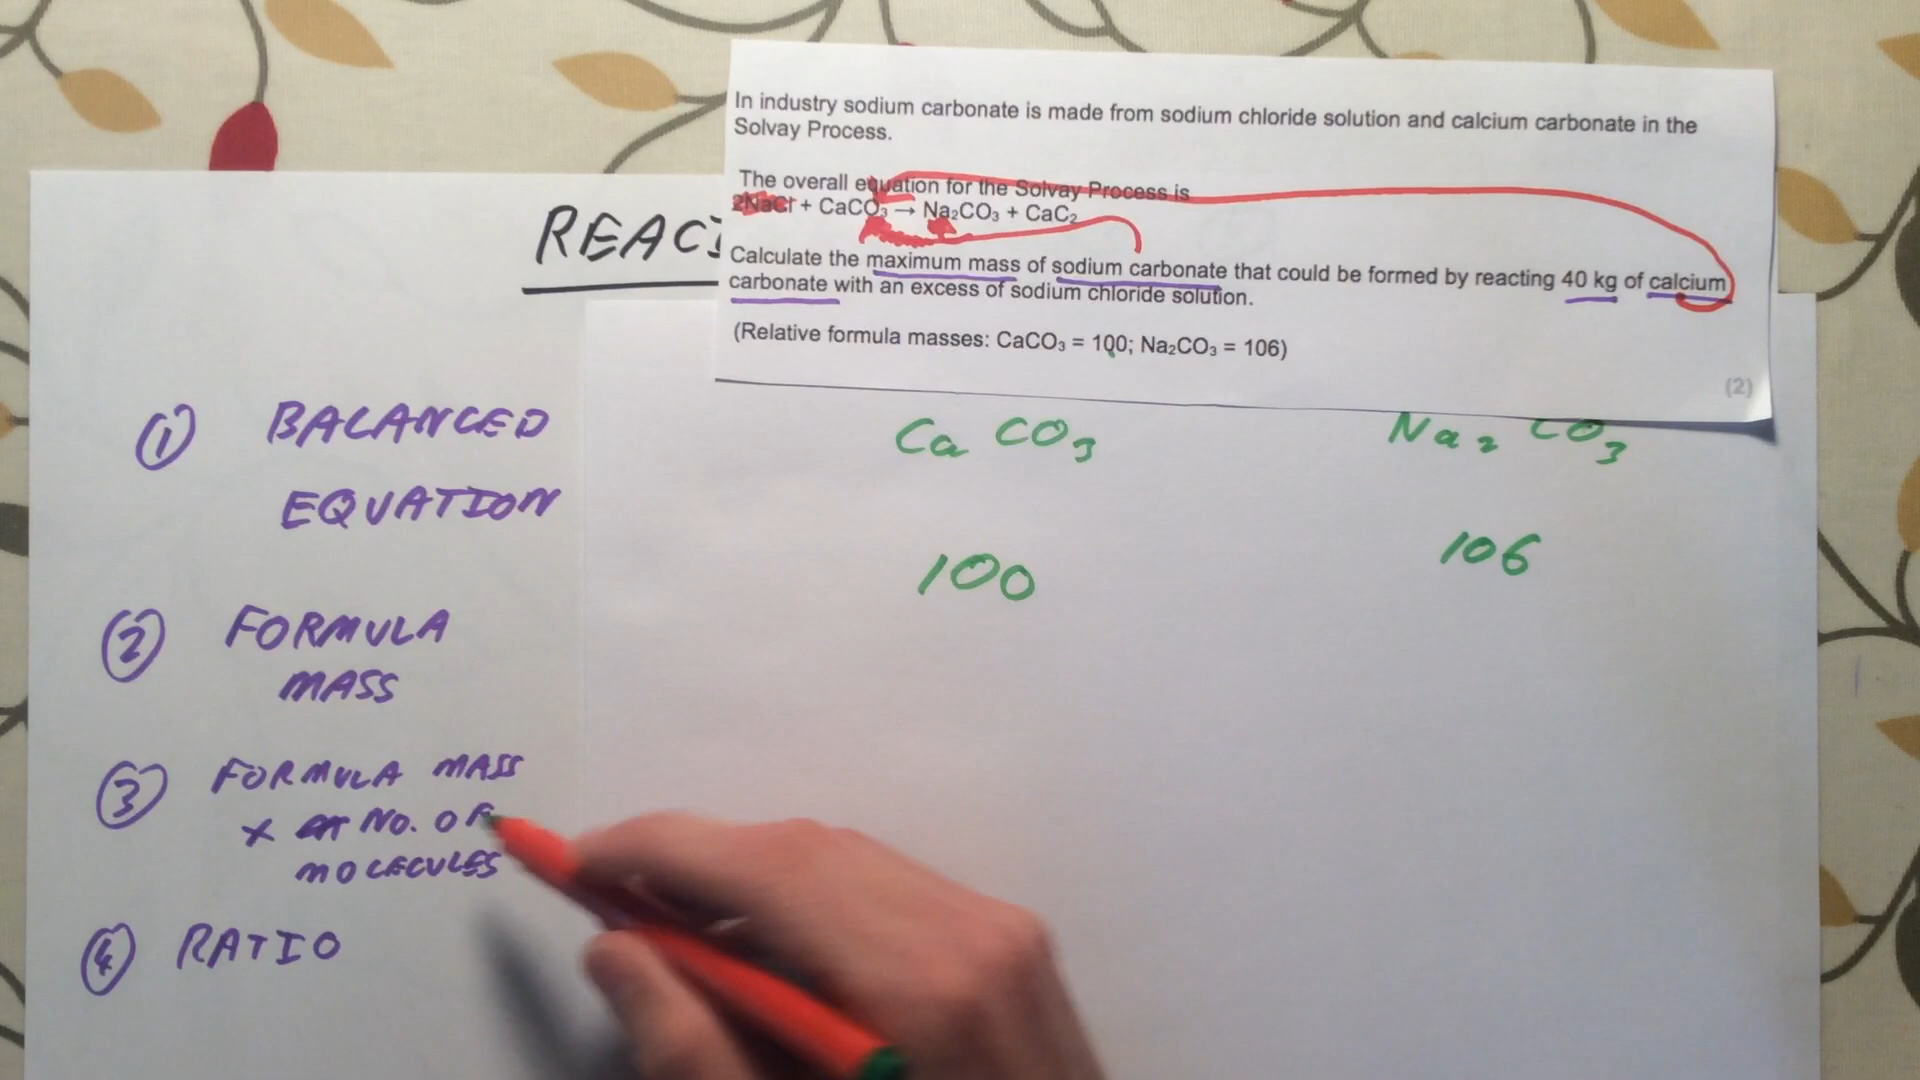 In industry sodium carbonate is made from sodium chloride solution and calcium carbonate in the
Solvay Process.
The overall equation for the Solvay Process is
2NaCl + CaCO₃ → Na₂CO₃ + CaC₂
Calculate the maximum mass of sodium carbonate that could be formed by reacting 40 kg of calcium
carbonate with an excess of sodium chloride solution.
(Relative formula masses: CaCO₃ = 100; Na₂CO₃ = 106)
(2)
① BALANCED
EQUATION
Ca CO₃
Na₂ CO₃
100
106
② FORMULA
MASS
③ FORMULA MASS
× No. OF
MOLECULES
④ RATIO